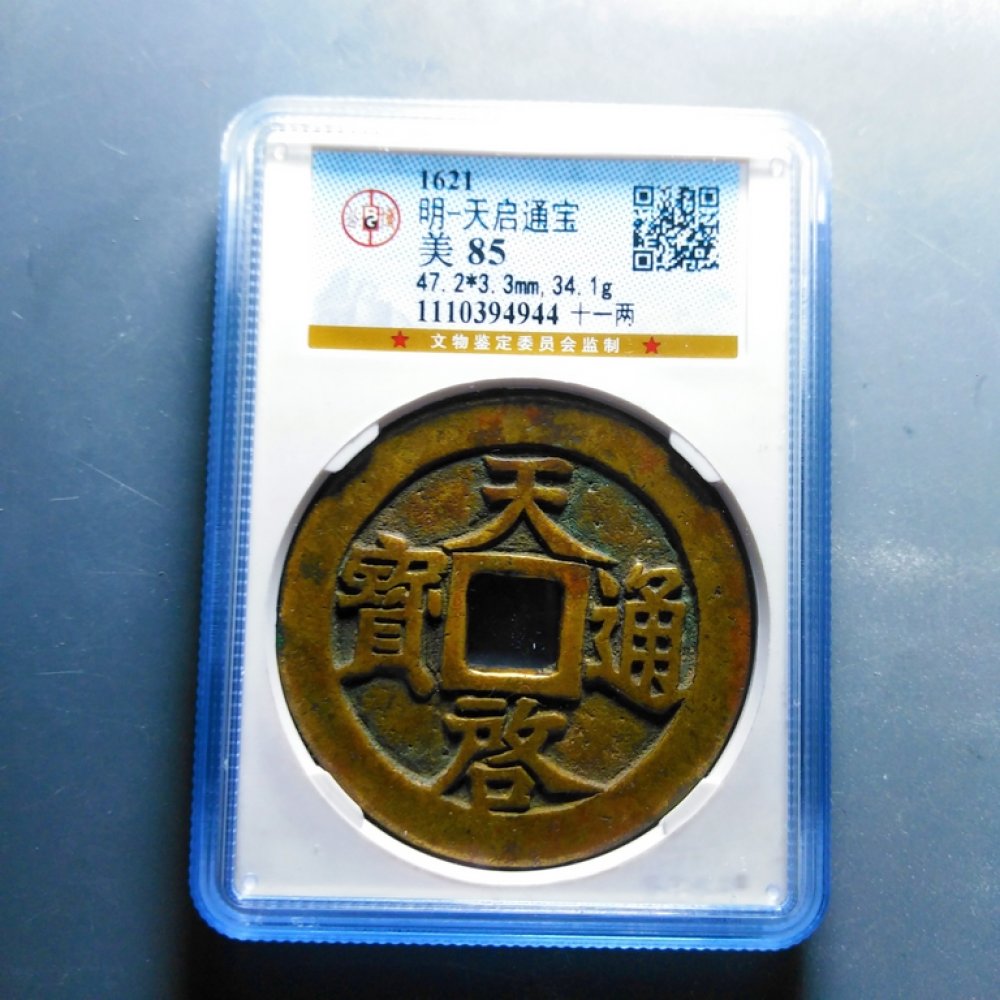 1621
明-天启通宝
美 85
47.2*3.3mm,34.1g
1110394944 十一两
★ 文物鉴定委员会监制 ★
BG
天啓通寶